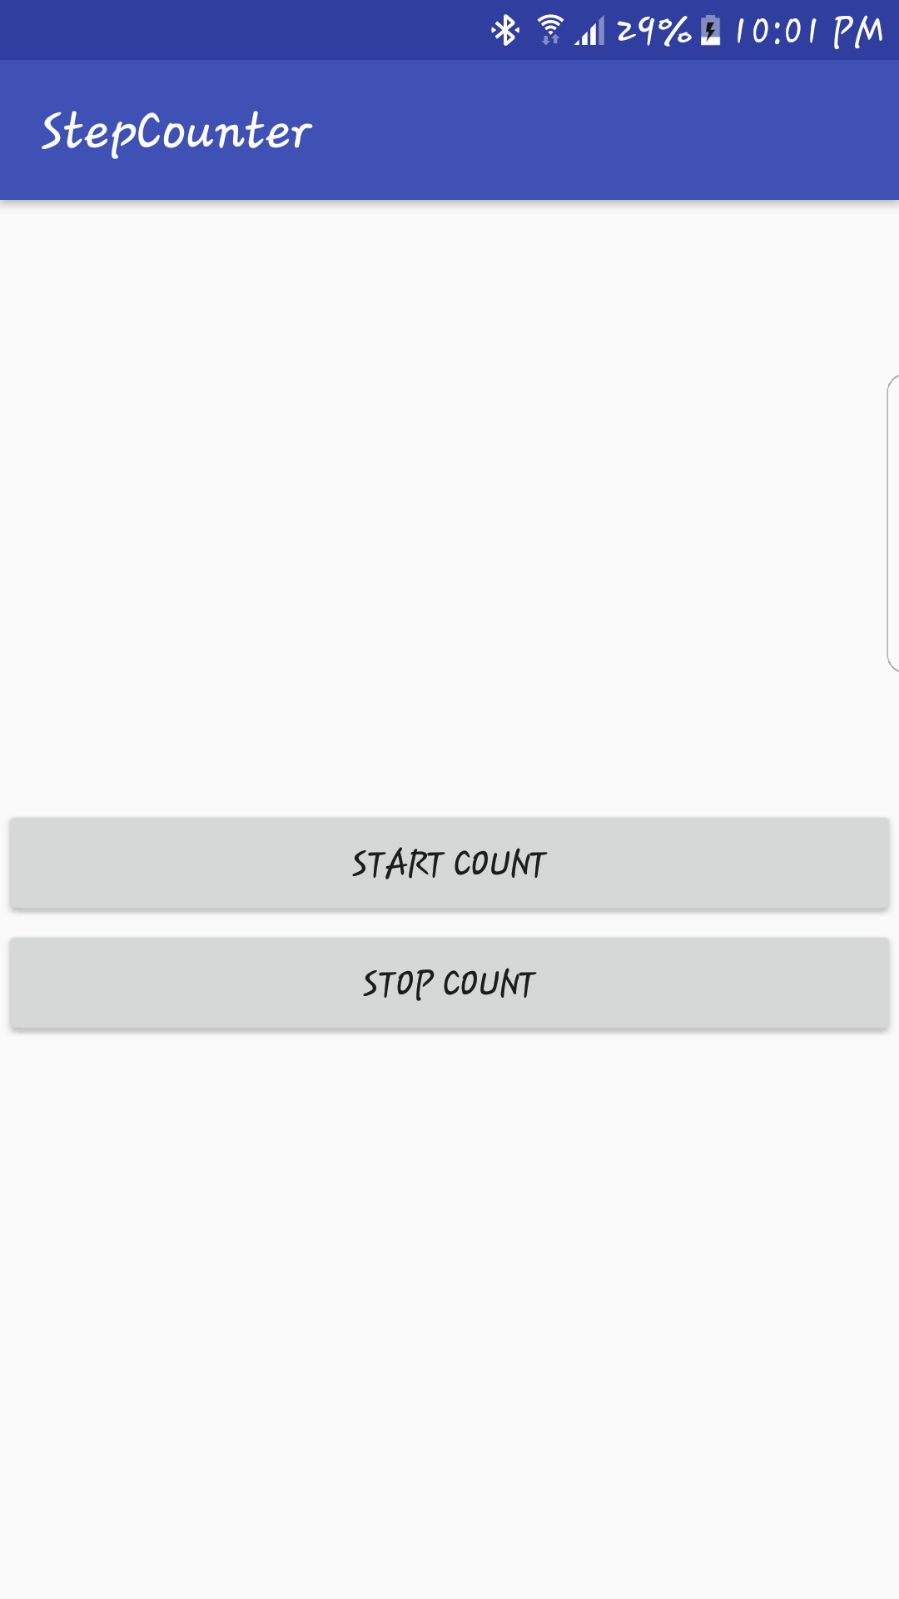 29% 10:01 PM
StepCounter
START COUNT
STOP COUNT